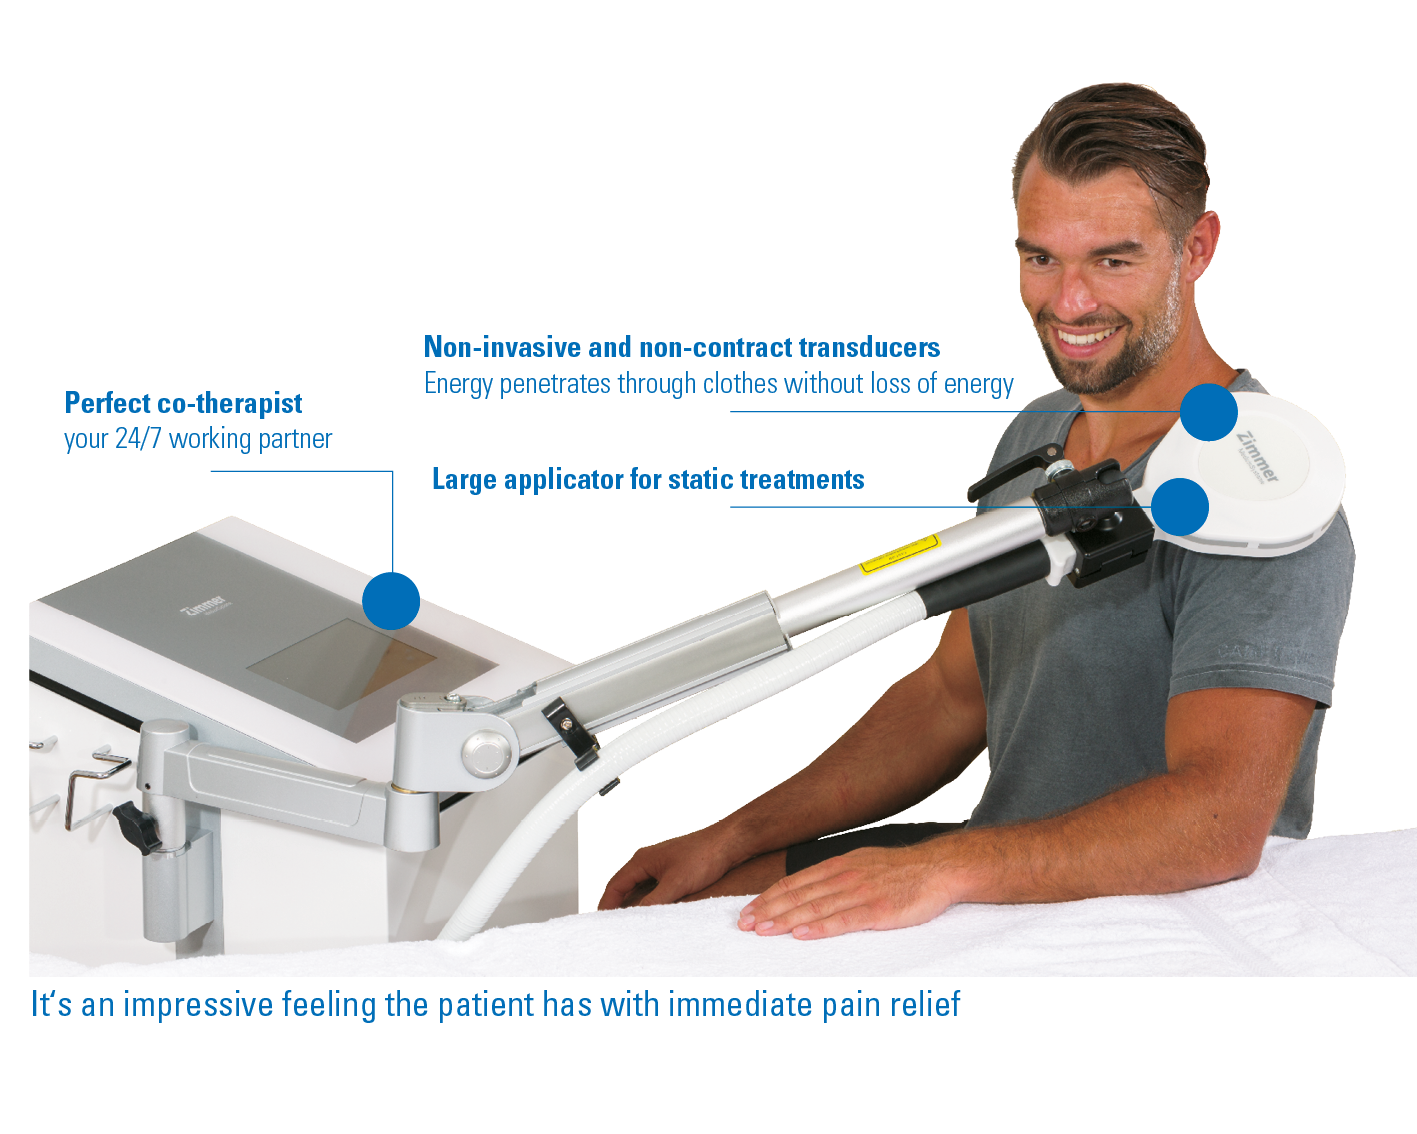 Non-invasive and non-contract transducers
Energy penetrates through clothes without loss of energy
Perfect co-therapist
your 24/7 working partner
Large applicator for static treatments
Zimmer
Zimmer
It‘s an impressive feeling the patient has with immediate pain relief